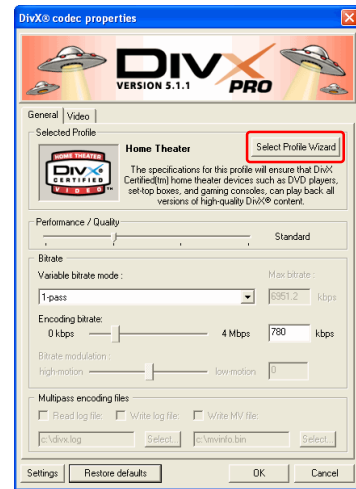 DivX® codec properties
DIVX
VERSION 5.1.1 PRO
General Video
Selected Profile
Home Theater
Select Profile Wizard
HOME THEATER
DIVX
CERTIFIED
VIDEO
The specifications for this profile will ensure that DivX
Certified(tm) home theater devices such as DVD players,
set-top boxes, and gaming consoles, can play back all
versions of high-quality DivX® content.
Performance / Quality
Standard
Bitrate
Variable bitrate mode :
Max bitrate :
1-pass
6951.2 kbps
Encoding bitrate:
0 kbps 4 Mbps 780 kbps
Bitrate modulation :
high-motion low-motion 0
Multipass encoding files
Read log file: Write log file: Write MV file:
c:\divx.log Select... c:\mvinfo.bin Select...
Settings Restore defaults OK Cancel